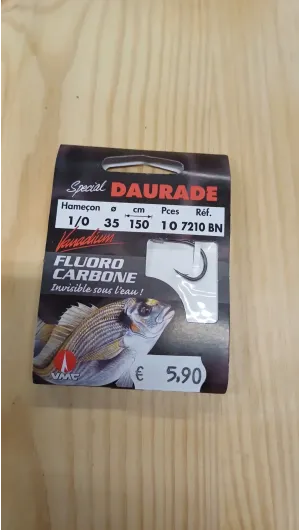 Special DAURADE
Hameçon ø cm Pces Réf.
1/0 35 150 10 7210 BN
Vanadium
FLUORO
CARBONE
Invisible sous l'eau !
VMC
€ 5,90